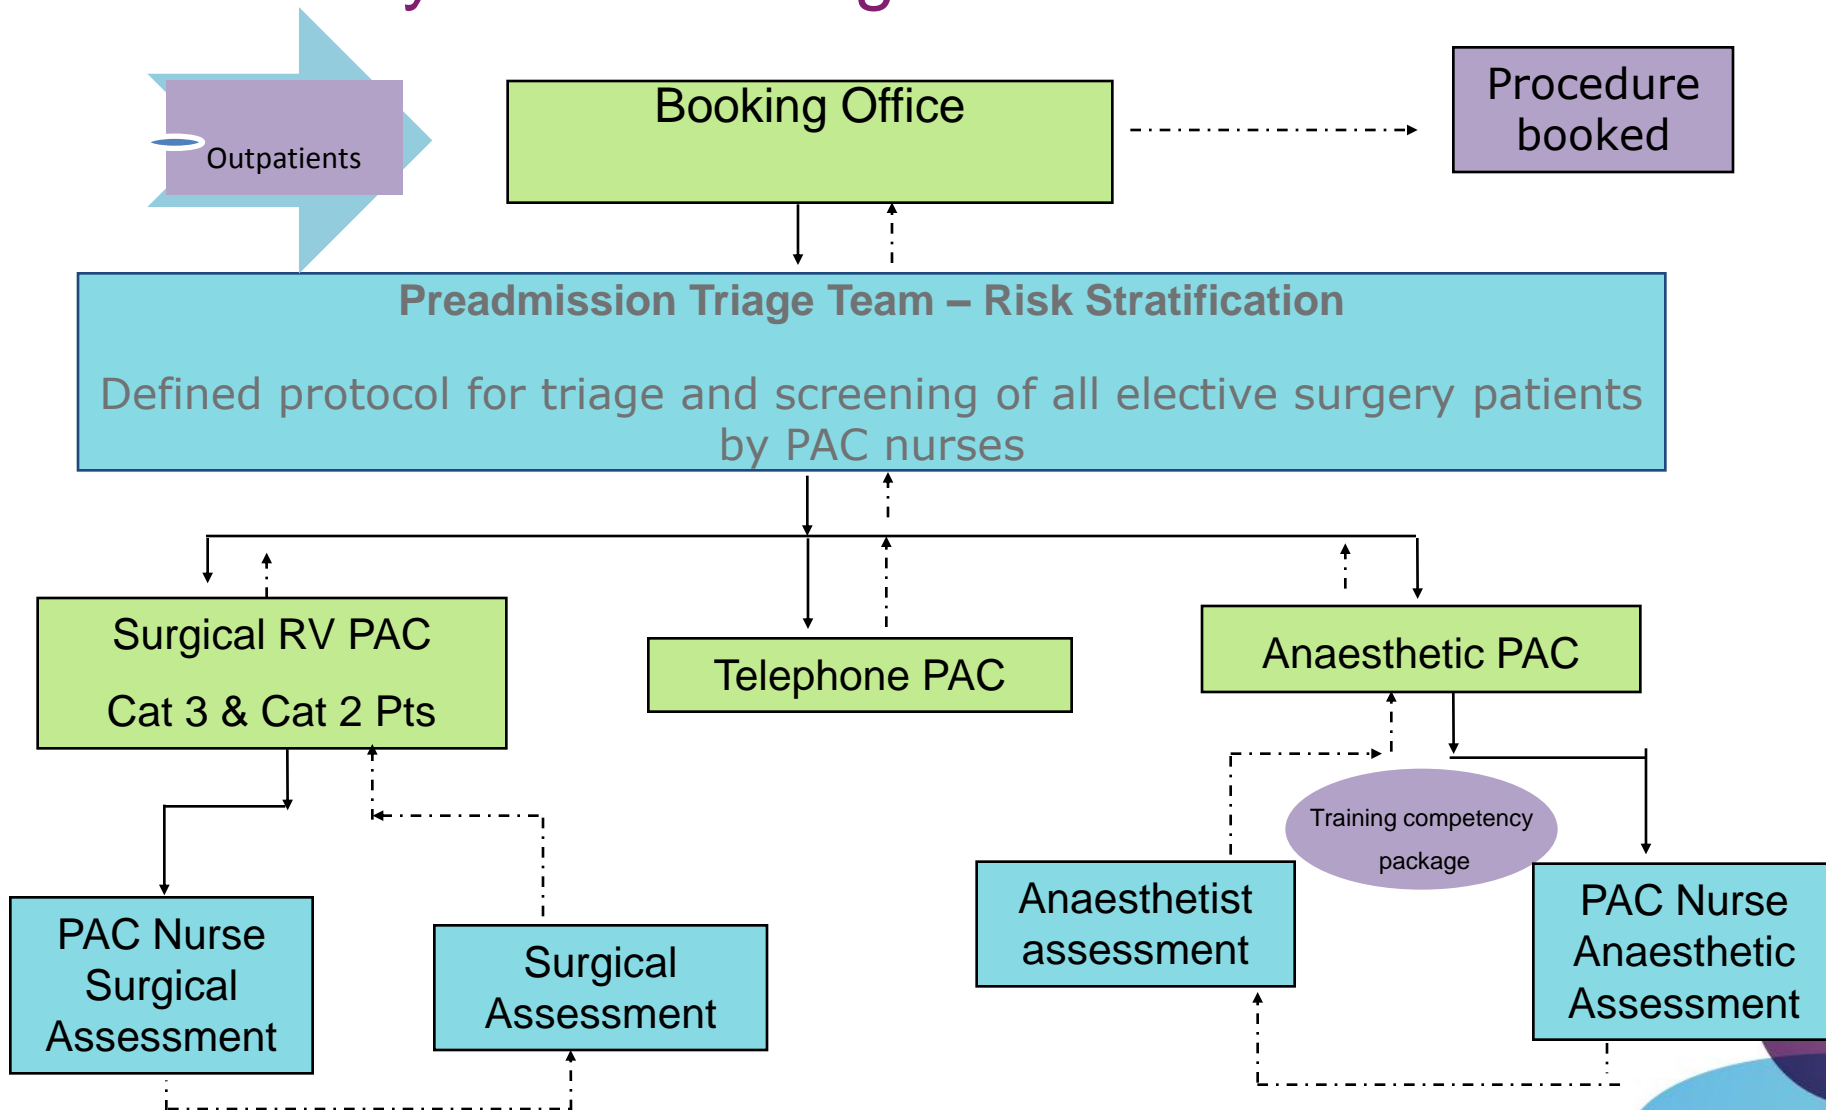 Outpatients
Booking Office
Procedure
booked
Preadmission Triage Team – Risk Stratification
Defined protocol for triage and screening of all elective surgery patients
by PAC nurses
Surgical RV PAC
Cat 3 & Cat 2 Pts
Telephone PAC
Anaesthetic PAC
Training competency
package
PAC Nurse
Surgical
Assessment
Surgical
Assessment
Anaesthetist
assessment
PAC Nurse
Anaesthetic
Assessment